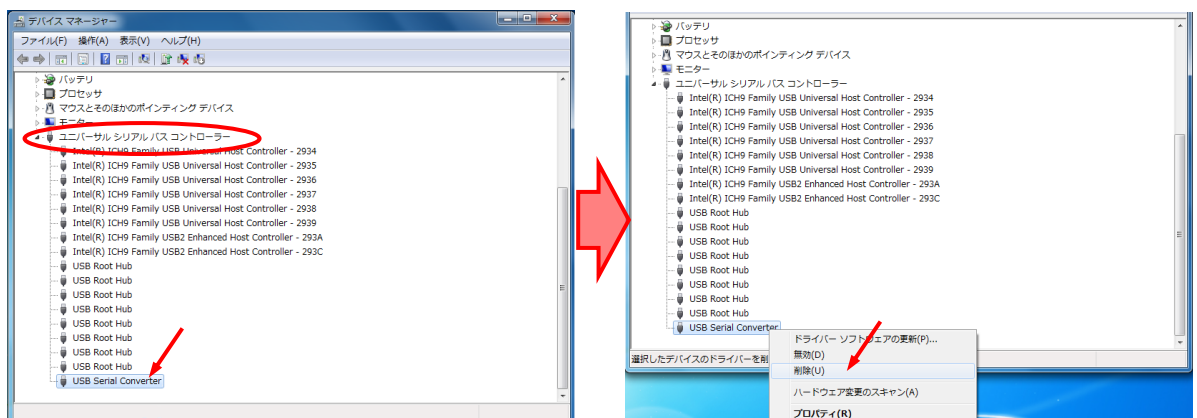 デバイス マネージャー
ファイル(F) 操作(A) 表示(V) ヘルプ(H)
バッテリ
プロセッサ
マウスとそのほかのポインティング デバイス
モニター
ユニバーサル シリアル バス コントローラー
Intel(R) ICH9 Family USB Universal Host Controller - 2934
Intel(R) ICH9 Family USB Universal Host Controller - 2935
Intel(R) ICH9 Family USB Universal Host Controller - 2936
Intel(R) ICH9 Family USB Universal Host Controller - 2937
Intel(R) ICH9 Family USB Universal Host Controller - 2938
Intel(R) ICH9 Family USB Universal Host Controller - 2939
Intel(R) ICH9 Family USB2 Enhanced Host Controller - 293A
Intel(R) ICH9 Family USB2 Enhanced Host Controller - 293C
USB Root Hub
USB Root Hub
USB Root Hub
USB Root Hub
USB Root Hub
USB Root Hub
USB Root Hub
USB Root Hub
USB Serial Converter
バッテリ
プロセッサ
マウスとそのほかのポインティング デバイス
モニター
ユニバーサル シリアル バス コントローラー
Intel(R) ICH9 Family USB Universal Host Controller - 2934
Intel(R) ICH9 Family USB Universal Host Controller - 2935
Intel(R) ICH9 Family USB Universal Host Controller - 2936
Intel(R) ICH9 Family USB Universal Host Controller - 2937
Intel(R) ICH9 Family USB Universal Host Controller - 2938
Intel(R) ICH9 Family USB Universal Host Controller - 2939
Intel(R) ICH9 Family USB2 Enhanced Host Controller - 293A
Intel(R) ICH9 Family USB2 Enhanced Host Controller - 293C
USB Root Hub
USB Root Hub
USB Root Hub
USB Root Hub
USB Root Hub
USB Root Hub
USB Root Hub
USB Root Hub
USB Serial Converter
ドライバー ソフトウェアの更新(P)...
無効(D)
選択したデバイスのドライバーを削
削除(U)
ハードウェア変更のスキャン(A)
プロパティ(R)